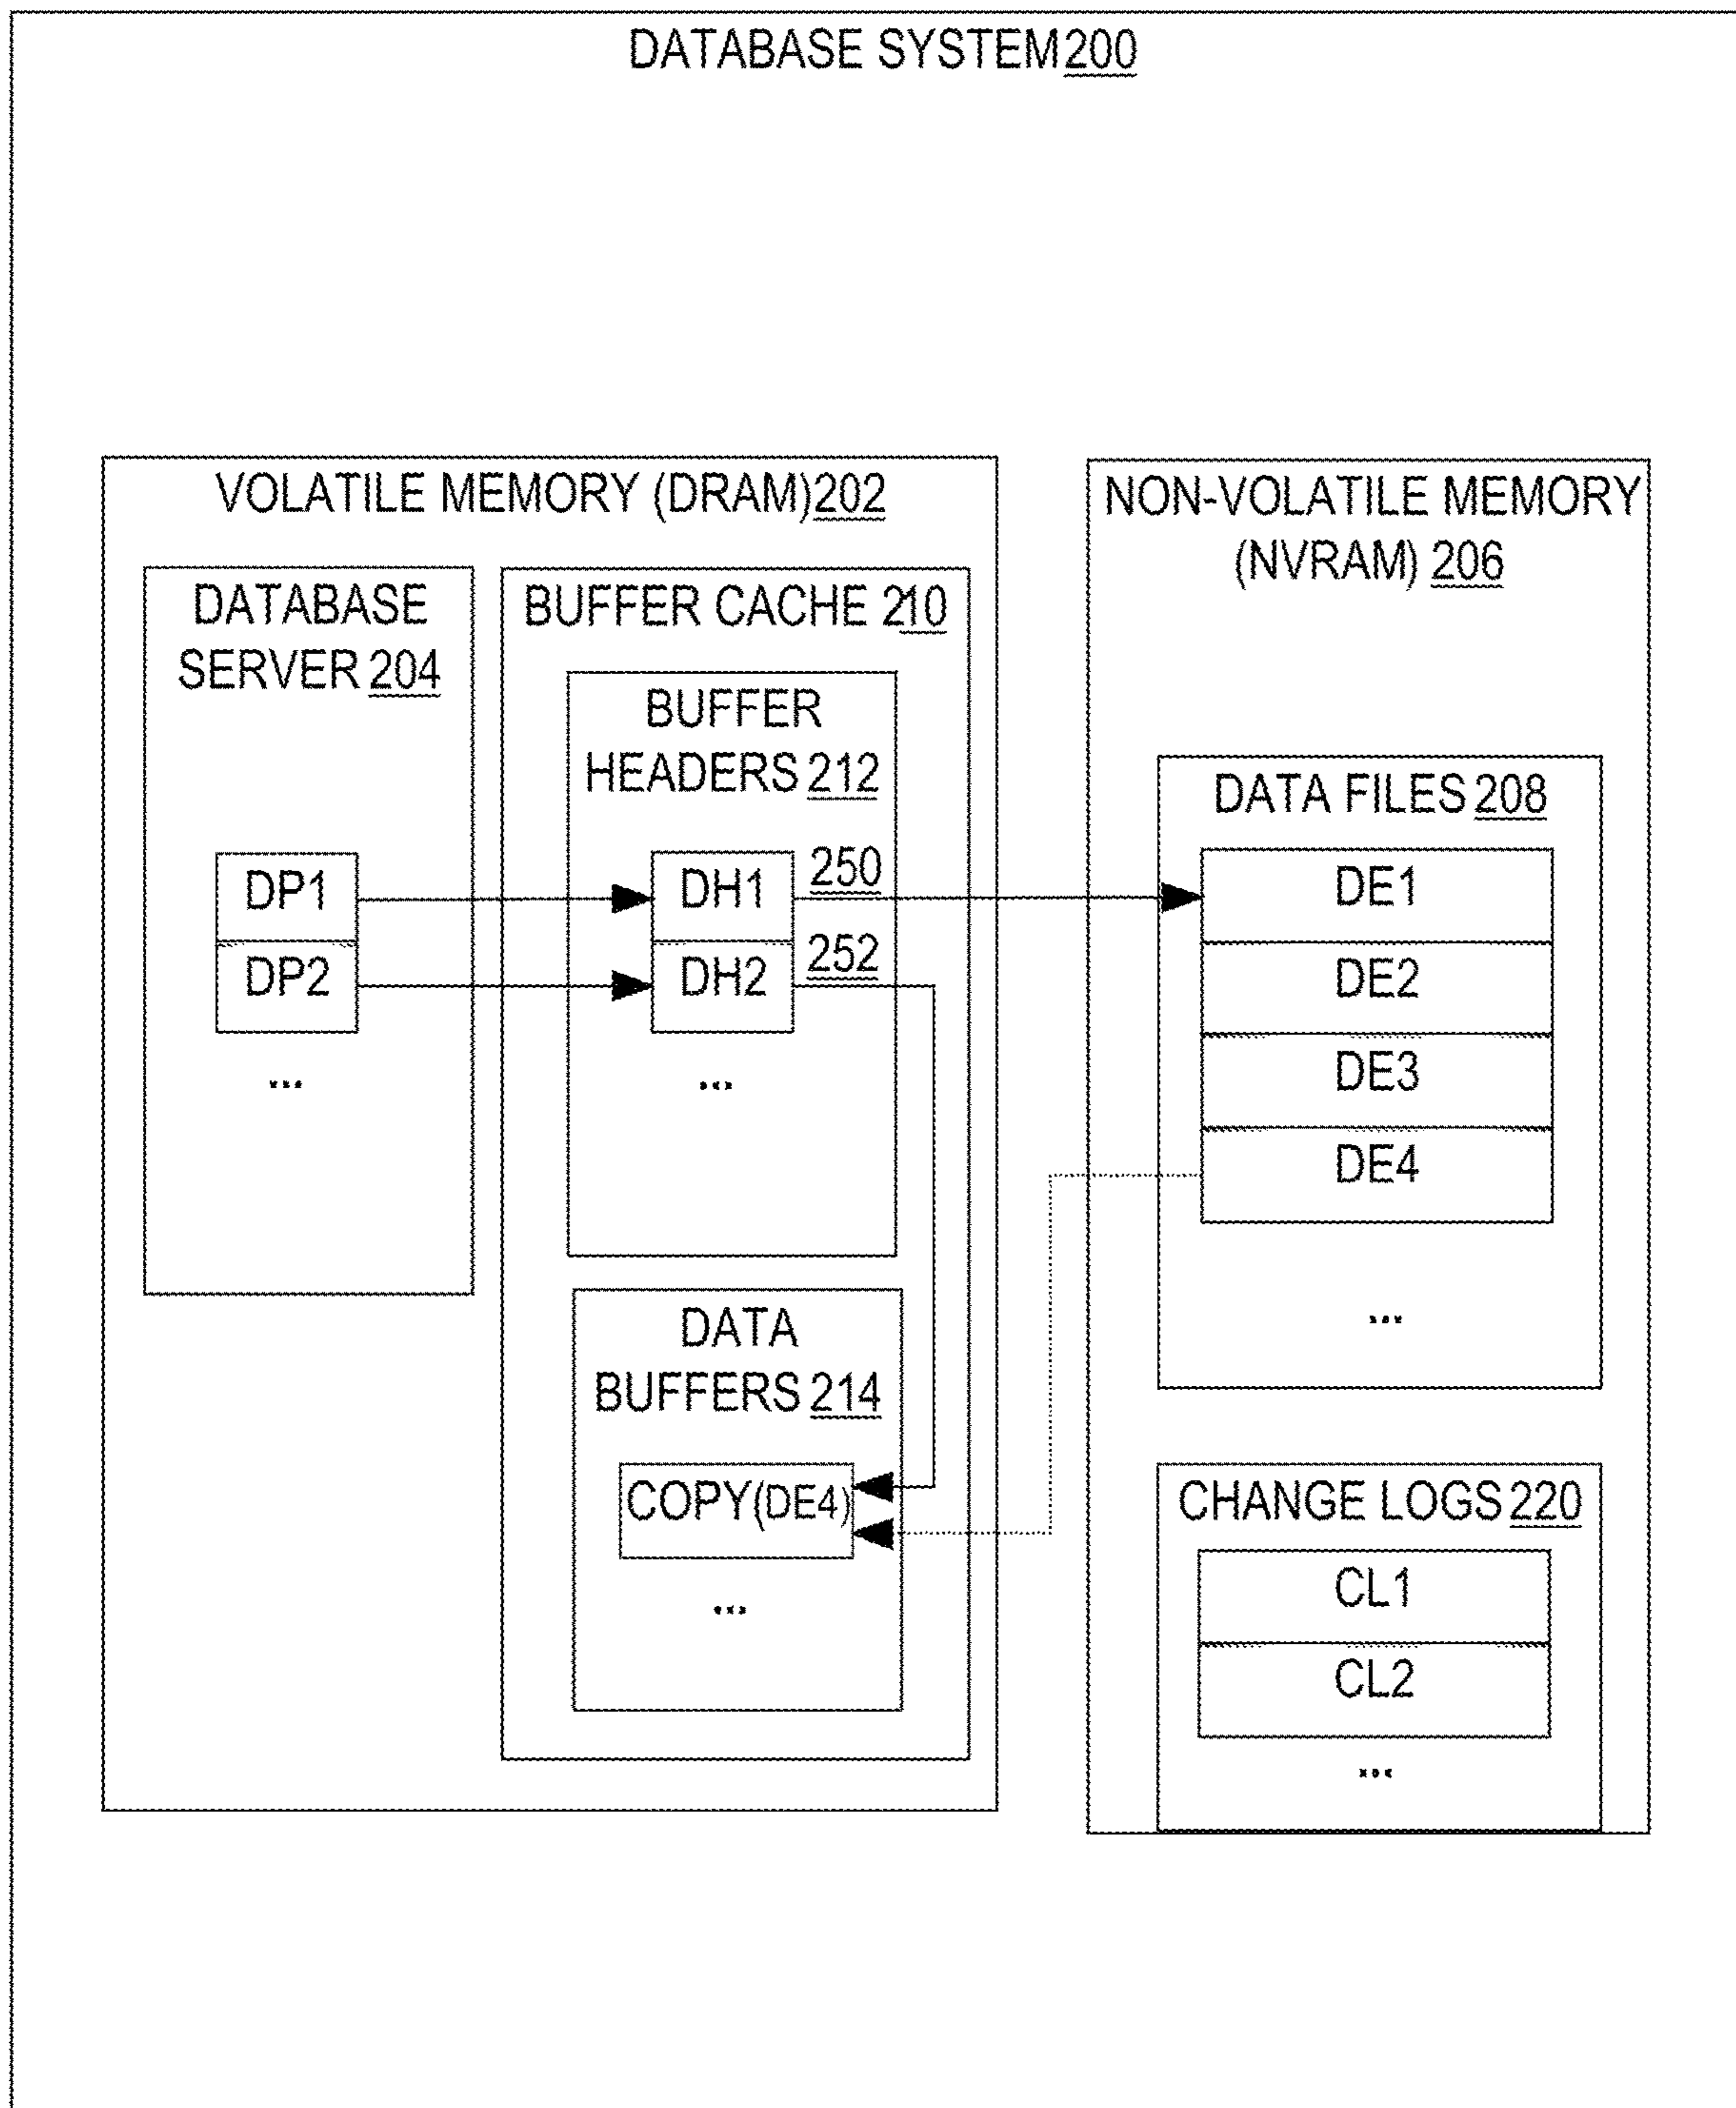 DATABASE SYSTEM 200
VOLATILE MEMORY (DRAM) 202
DATABASE
SERVER 204
DP1
DP2
...
BUFFER CACHE 210
BUFFER
HEADERS 212
DH1
250
DH2
252
...
DATA
BUFFERS 214
COPY(DE4)
...
NON-VOLATILE MEMORY
(NVRAM) 206
DATA FILES 208
DE1
DE2
DE3
DE4
...
CHANGE LOGS 220
CL1
CL2
...